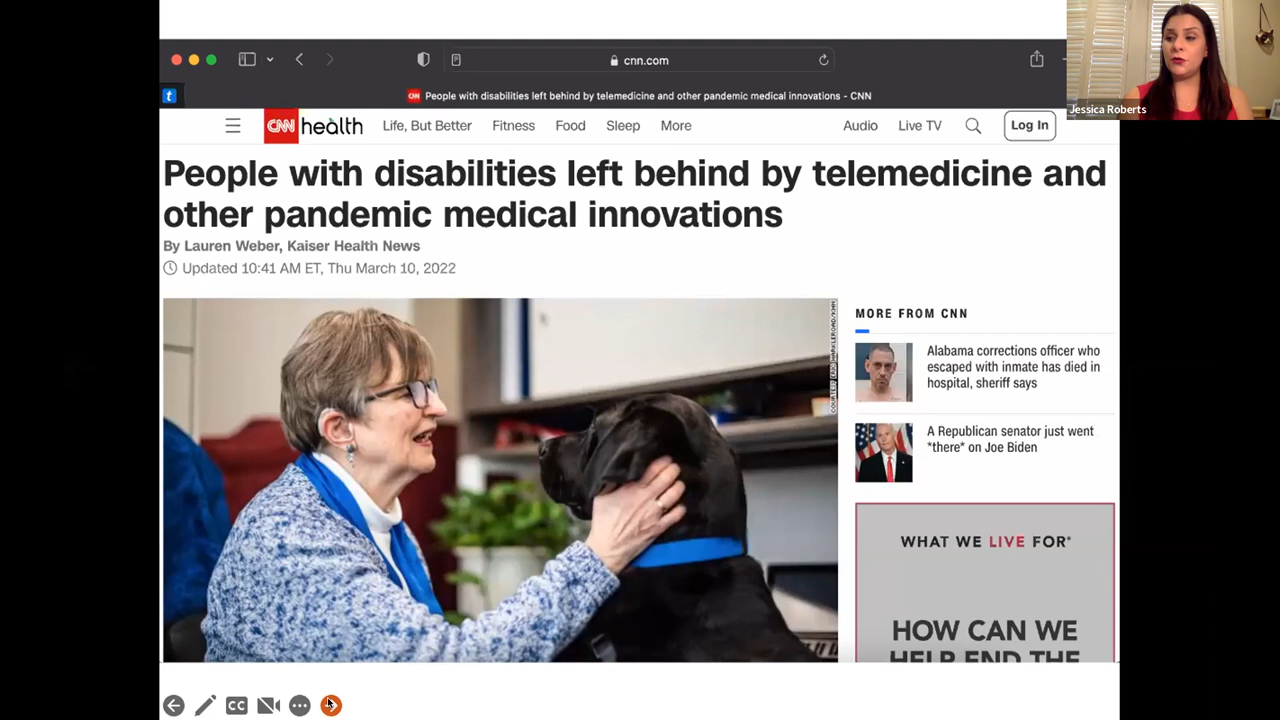 cnn.com
t
CNN People with disabilities left behind by telemedicine and other pandemic medical innovations - CNN
Jessica Roberts
CNN health Life, But Better Fitness Food Sleep More Audio Live TV Log In
People with disabilities left behind by telemedicine and
other pandemic medical innovations
By Lauren Weber, Kaiser Health News
Updated 10:41 AM ET, Thu March 10, 2022
MORE FROM CNN
Alabama corrections officer who
escaped with inmate has died in
hospital, sheriff says
A Republican senator just went
*there* on Joe Biden
WHAT WE LIVE FOR*
HOW CAN WE
HELP END THE
CC